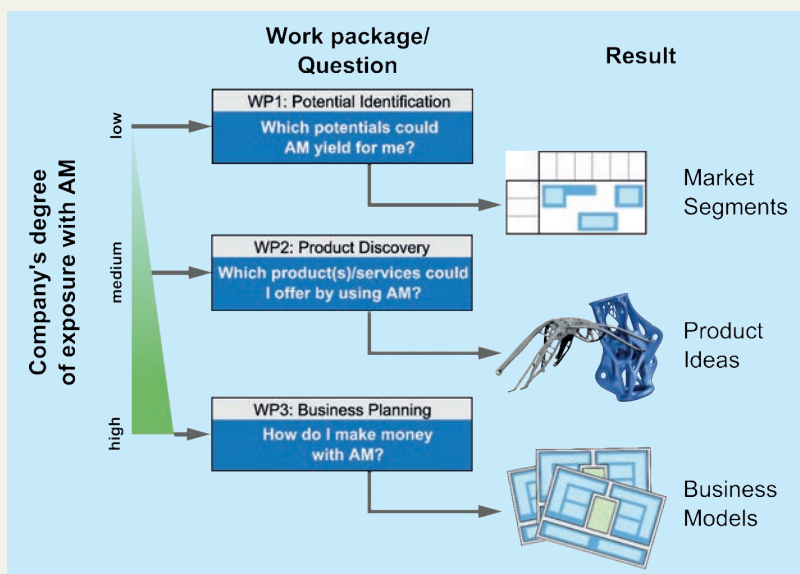 Work package/
Question
Result
Company's degree
of exposure with AM
low
WP1: Potential Identification
Which potentials could
AM yield for me?
Market
Segments
medium
WP2: Product Discovery
Which product(s)/services could
I offer by using AM?
Product
Ideas
high
WP3: Business Planning
How do I make money
with AM?
Business
Models